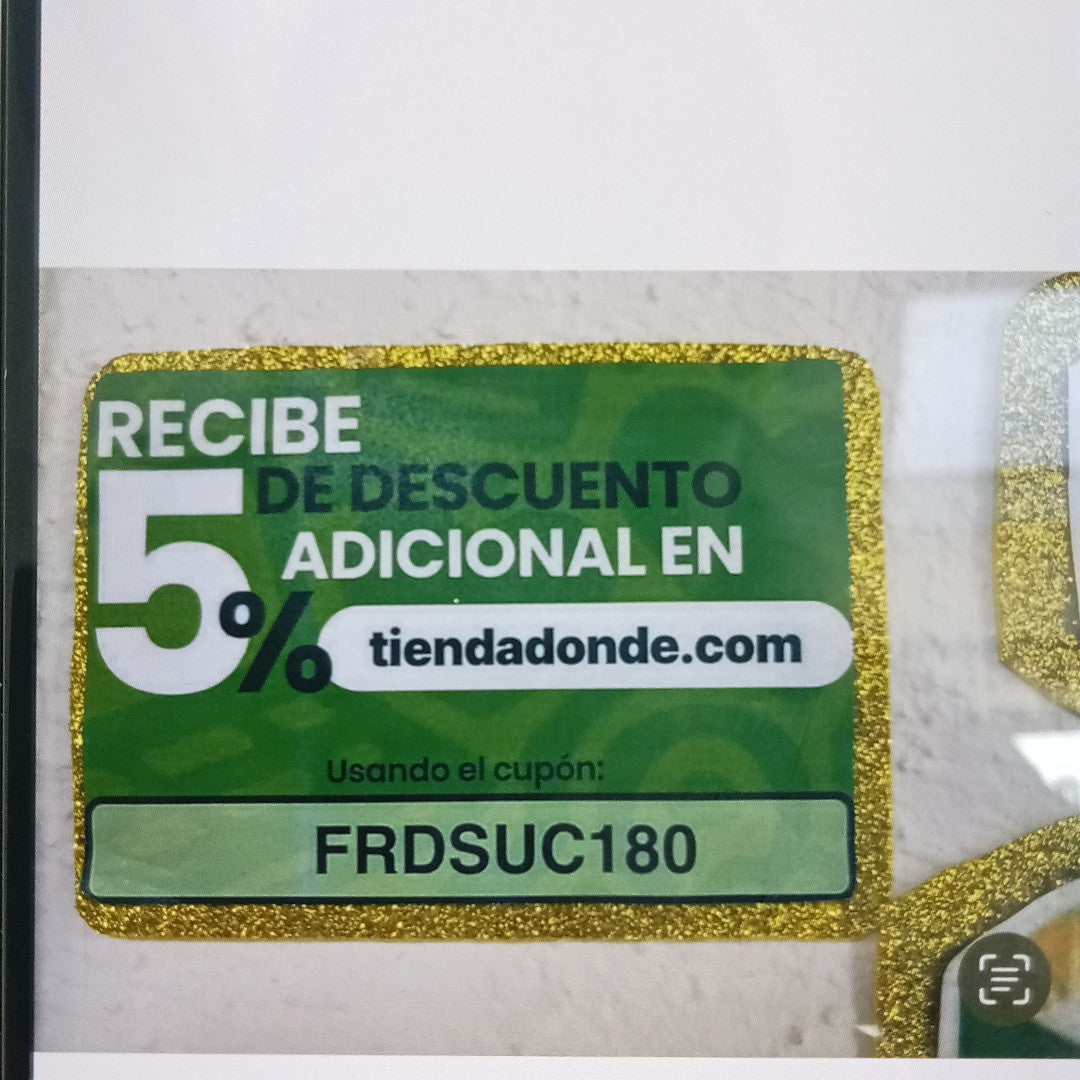 RECIBE
5% DE DESCUENTO
ADICIONAL EN
tiendadonde.com
Usando el cupón:
FRDSUC180